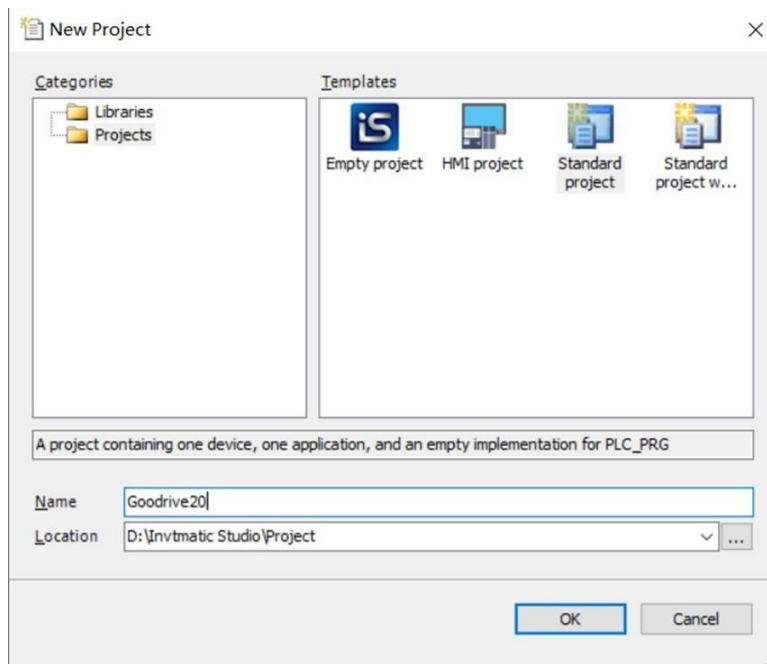 New Project
Categories
Libraries
Projects
Templates
iS
Empty project
HMI project
Standard
project
Standard
project w...
A project containing one device, one application, and an empty implementation for PLC_PRG
Name
Goodrive20
Location
D:\Invtmatic Studio\Project
...
OK
Cancel